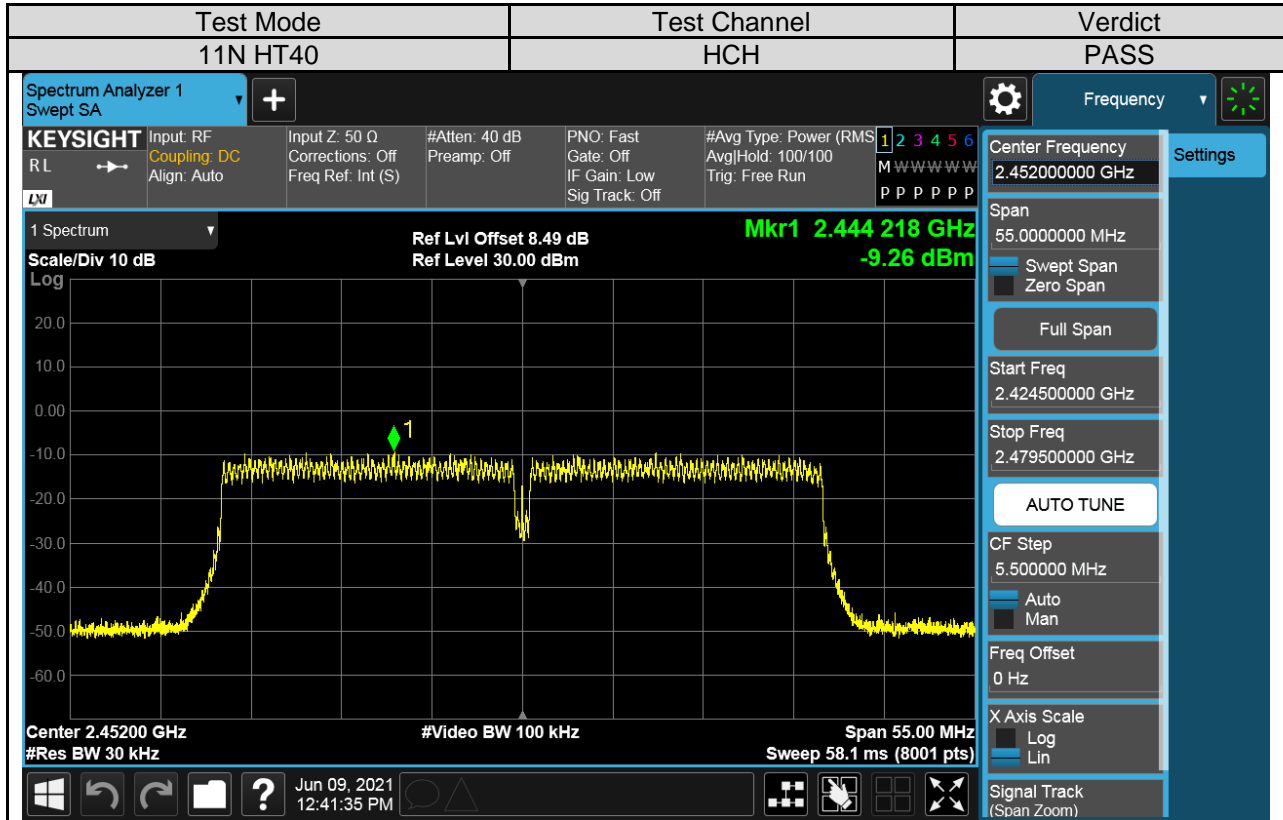 Test Mode Test Channel Verdict
11N HT40 HCH PASS
Spectrum Analyzer 1
Swept SA
+
Frequency
KEYSIGHT
R L
LXI
Input: RF
Coupling: DC
Align: Auto
Input Z: 50 Ω
Corrections: Off
Freq Ref: Int (S)
#Atten: 40 dB
Preamp: Off
PNO: Fast
Gate: Off
IF Gain: Low
Sig Track: Off
#Avg Type: Power (RMS
Avg|Hold: 100/100
Trig: Free Run
1 2 3 4 5 6
M W W W W W
P P P P P P
1 Spectrum
Scale/Div 10 dB
Log
Ref Lvl Offset 8.49 dB
Ref Level 30.00 dBm
Mkr1 2.444 218 GHz
-9.26 dBm
20.0
10.0
0.00
-10.0
-20.0
-30.0
-40.0
-50.0
-60.0
1
Center 2.45200 GHz
#Res BW 30 kHz
#Video BW 100 kHz
Span 55.00 MHz
Sweep 58.1 ms (8001 pts)
Center Frequency
2.452000000 GHz
Settings
Span
55.0000000 MHz
Swept Span
Zero Span
Full Span
Start Freq
2.424500000 GHz
Stop Freq
2.479500000 GHz
AUTO TUNE
CF Step
5.500000 MHz
Auto
Man
Freq Offset
0 Hz
X Axis Scale
Log
Lin
Signal Track
(Span Zoom)
?
Jun 09, 2021
12:41:35 PM